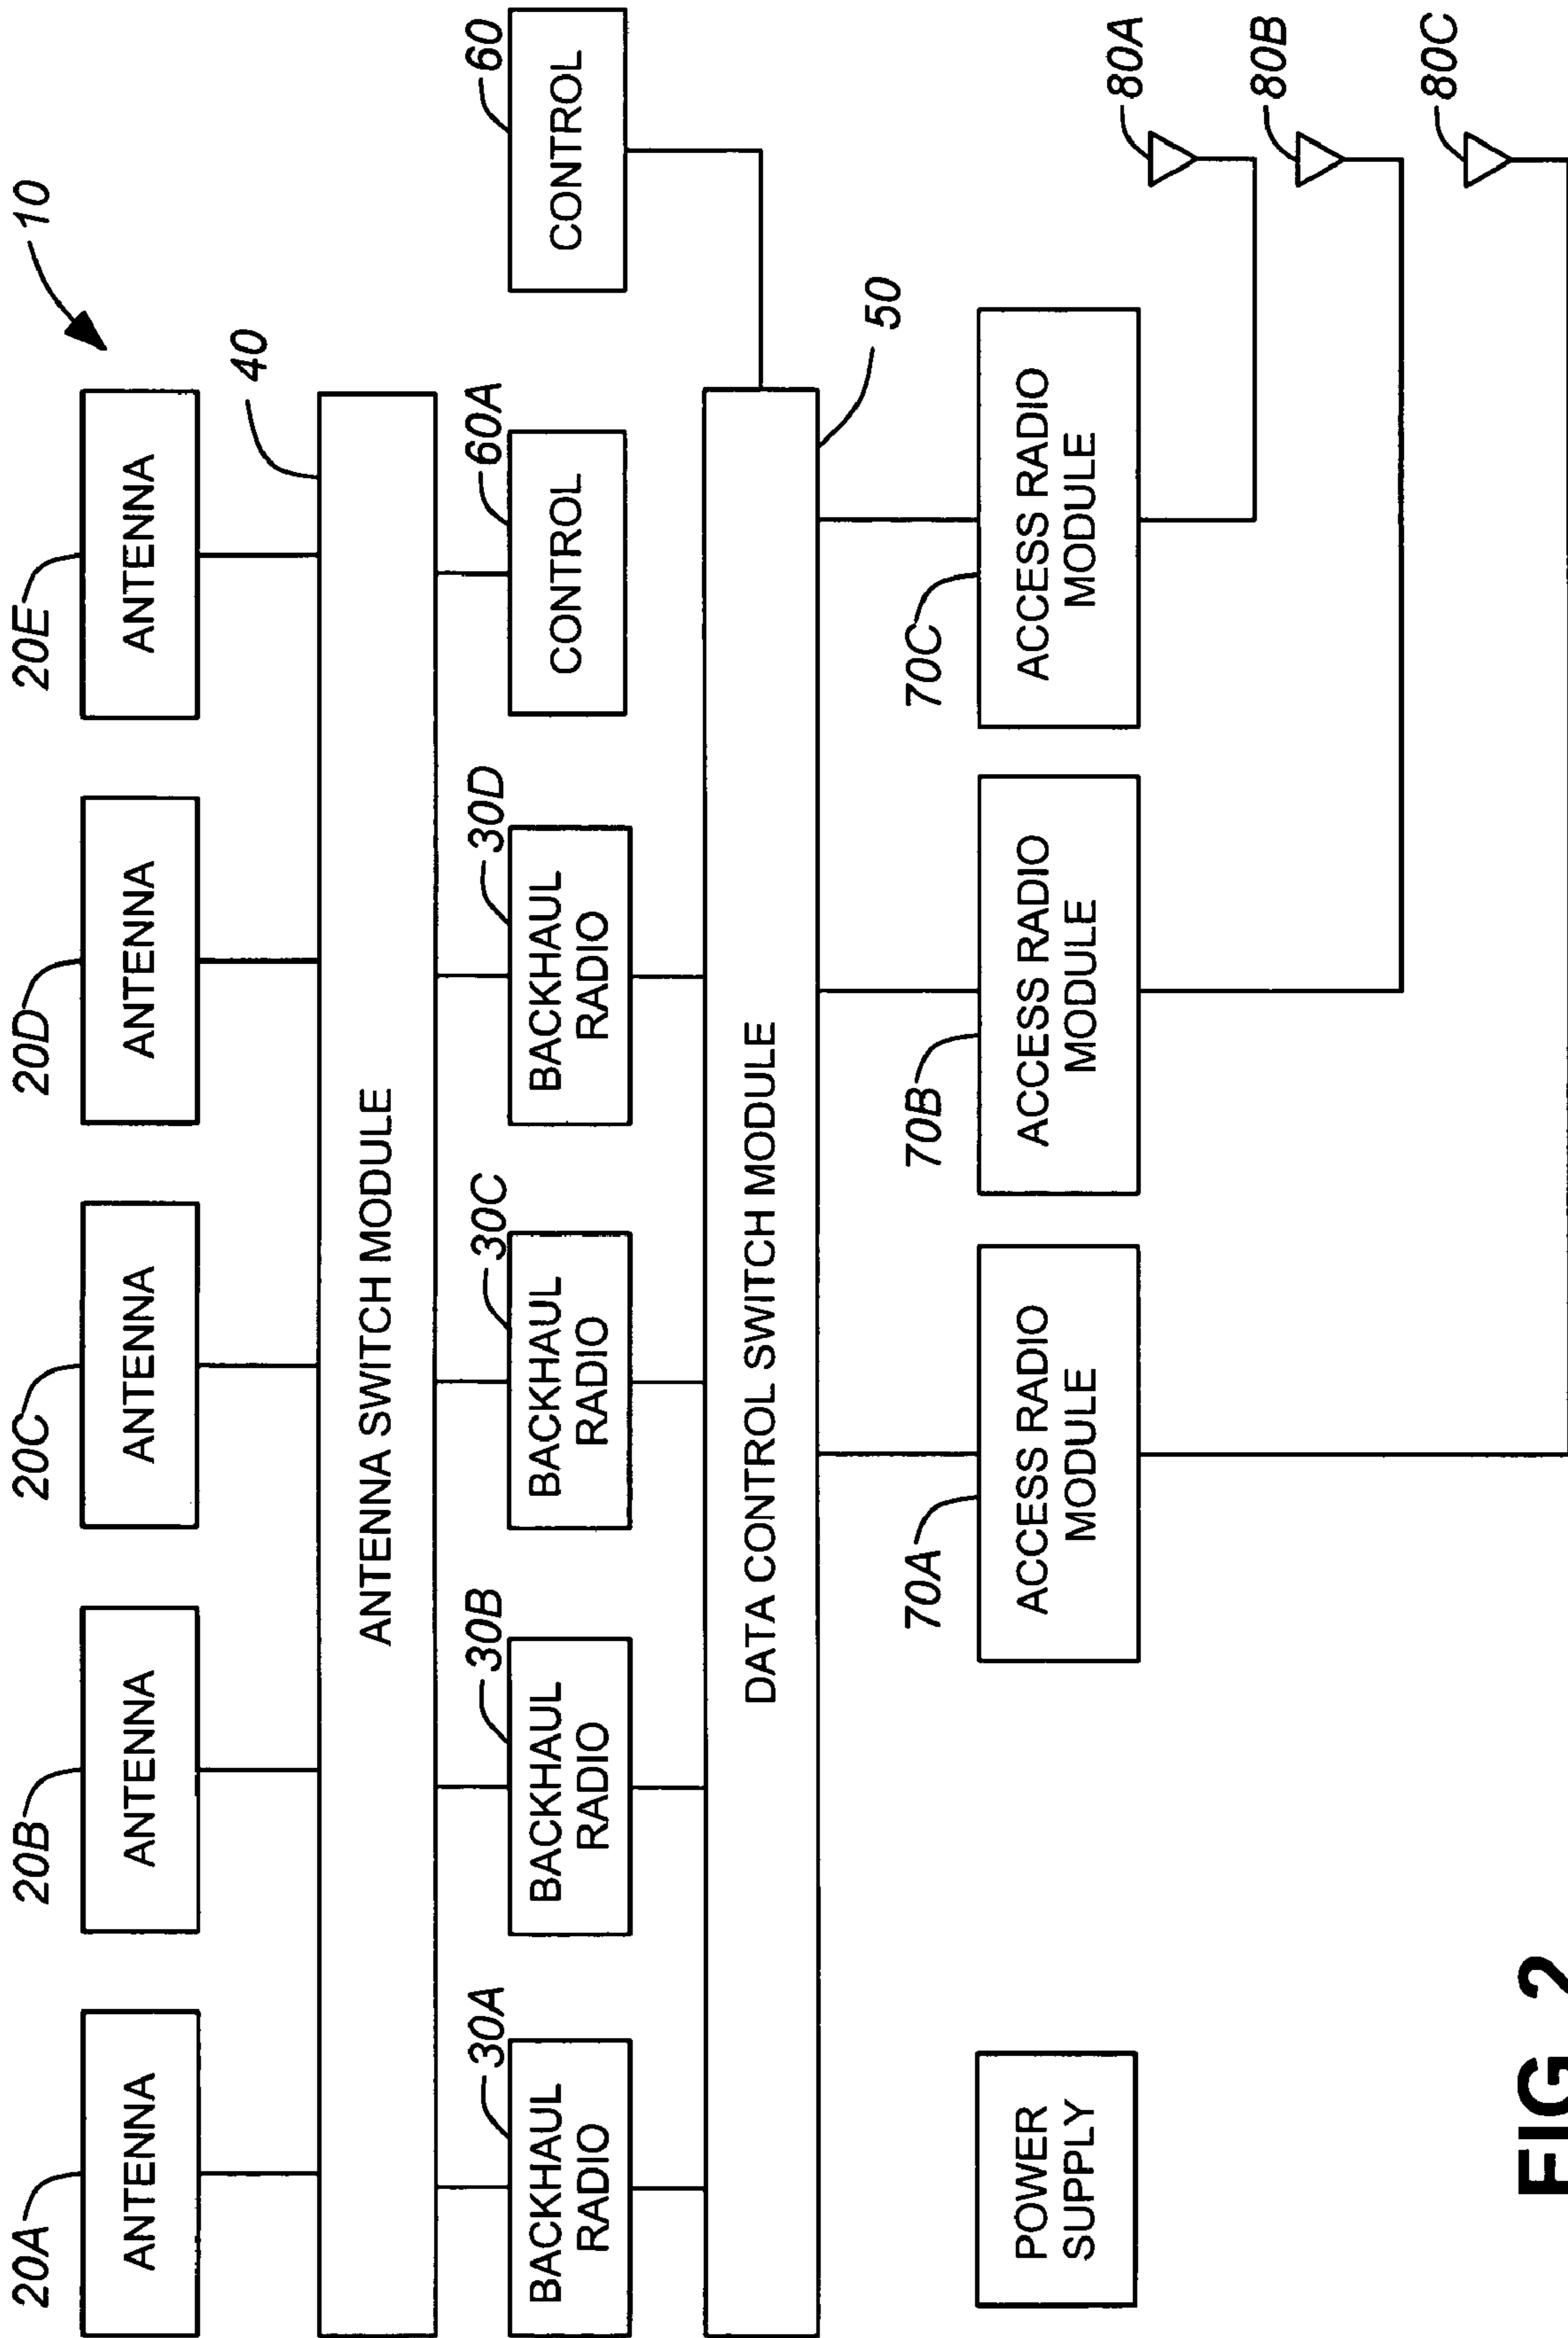 10
20A
20B
20C
20D
20E
ANTENNA
ANTENNA
ANTENNA
ANTENNA
ANTENNA
40
ANTENNA SWITCH MODULE
30A
30B
30C
30D
60A
60
BACKHAUL
RADIO
BACKHAUL
RADIO
BACKHAUL
RADIO
BACKHAUL
RADIO
CONTROL
CONTROL
DATA CONTROL SWITCH MODULE
50
70A
70B
70C
POWER
SUPPLY
ACCESS RADIO
MODULE
ACCESS RADIO
MODULE
ACCESS RADIO
MODULE
80A
80B
80C
FIG. 2